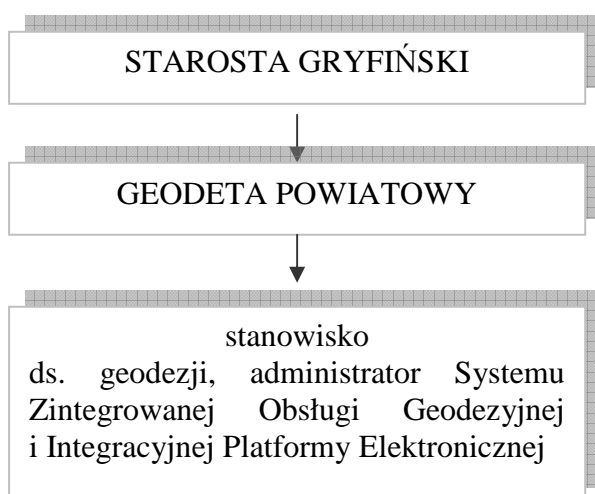 STAROSTA GRYFIŃSKI
GEODETA POWIATOWY
stanowisko
ds. geodezji, administrator Systemu
Zintegrowanej Obsługi Geodezyjnej
i Integracyjnej Platformy Elektronicznej